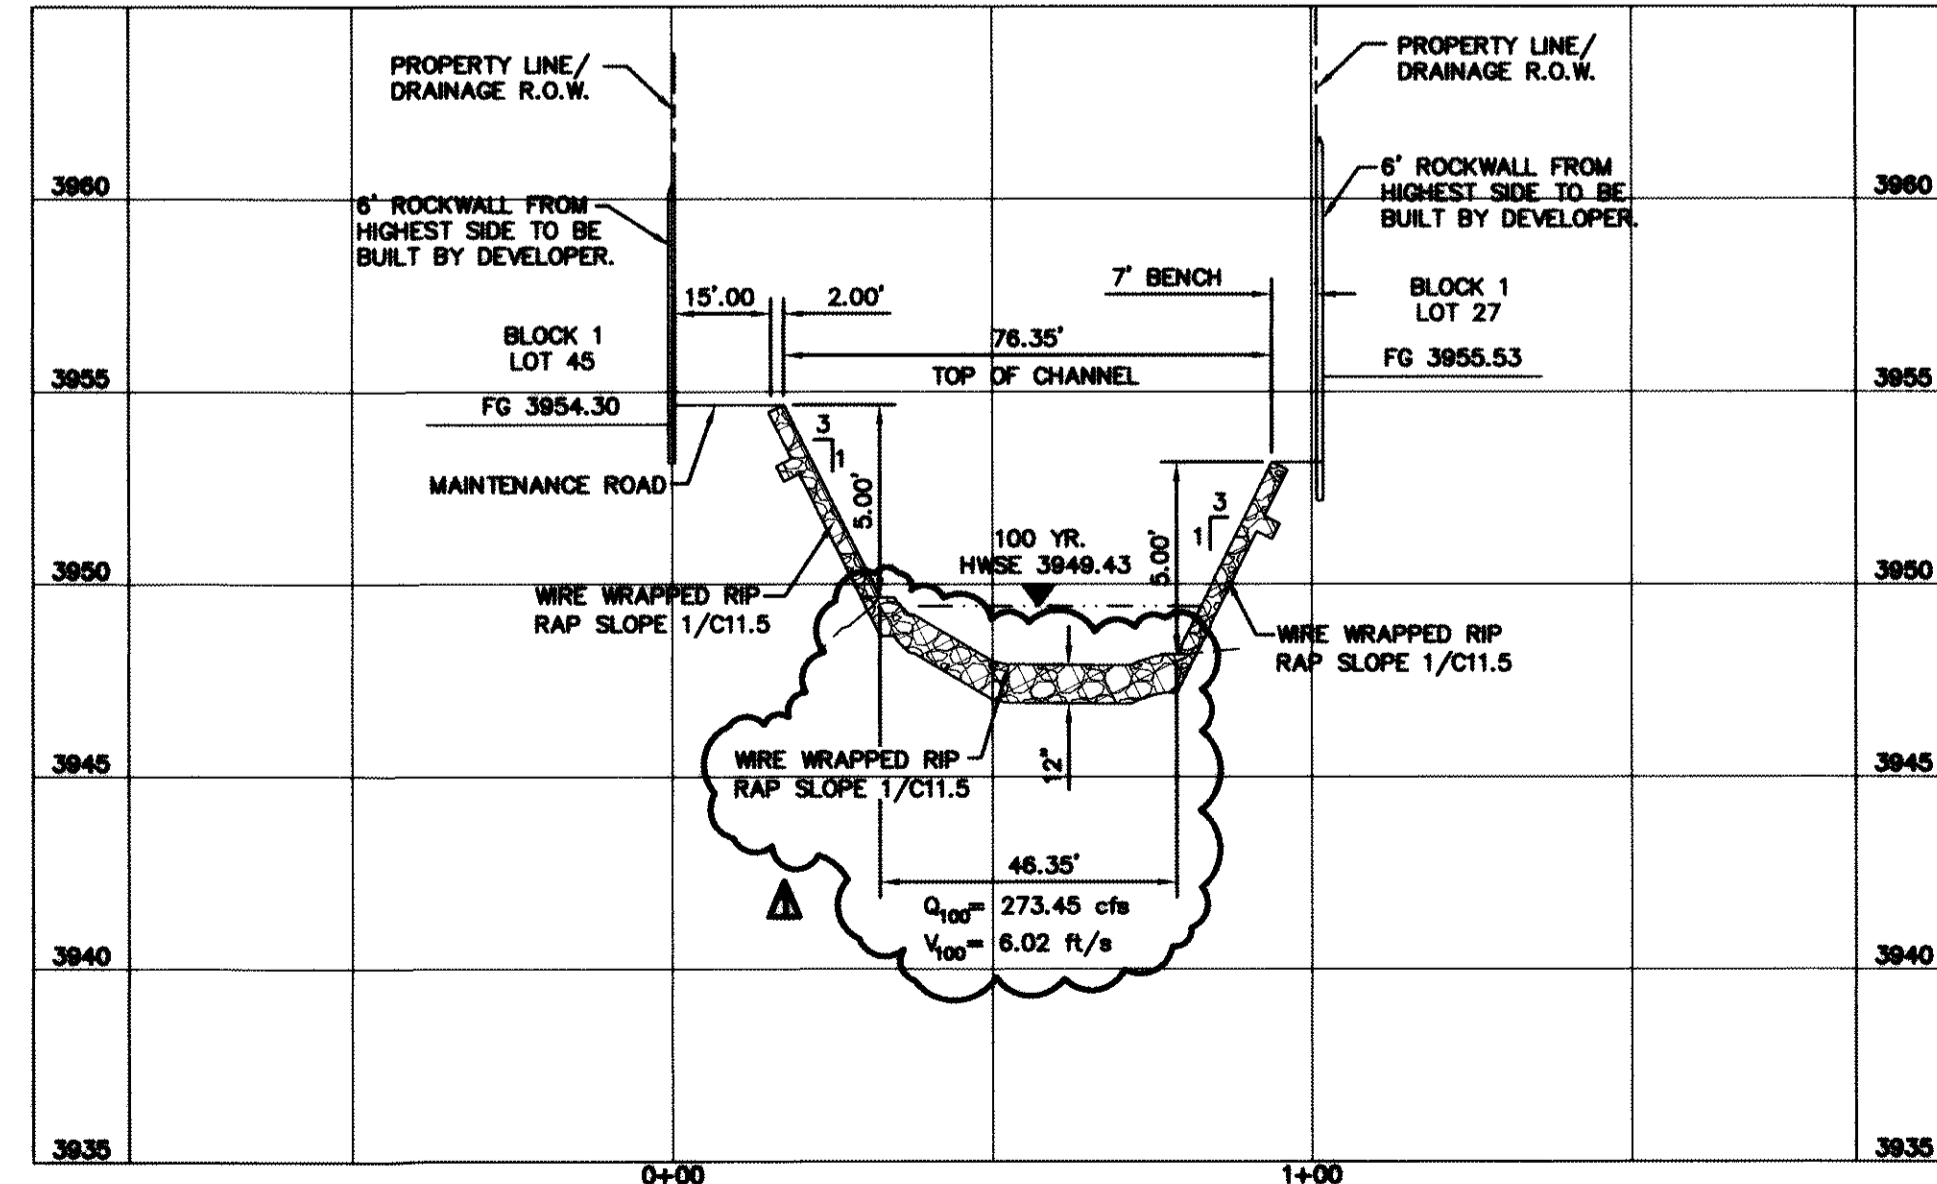 PROPERTY LINE/
DRAINAGE R.O.W.
PROPERTY LINE/
DRAINAGE R.O.W.
3960
6' ROCKWALL FROM
HIGHEST SIDE TO BE
BUILT BY DEVELOPER.
6' ROCKWALL FROM
HIGHEST SIDE TO BE
BUILT BY DEVELOPER.
3960
15'.00
2.00'
7' BENCH
BLOCK 1
LOT 45
76.35'
TOP OF CHANNEL
BLOCK 1
LOT 27
FG 3955.53
3955
3955
FG 3954.30
3
1
MAINTENANCE ROAD
5.00'
100 YR.
HWSE 3949.43
5.00'
3
1
3950
3950
WIRE WRAPPED RIP
RAP SLOPE 1/C11.5
WIRE WRAPPED RIP
RAP SLOPE 1/C11.5
3945
WIRE WRAPPED RIP
RAP SLOPE 1/C11.5
12"
3945
46.35'
Q100= 273.45 cfs
V100= 6.02 ft/s
3940
3940
3935
3935
0+00
1+00